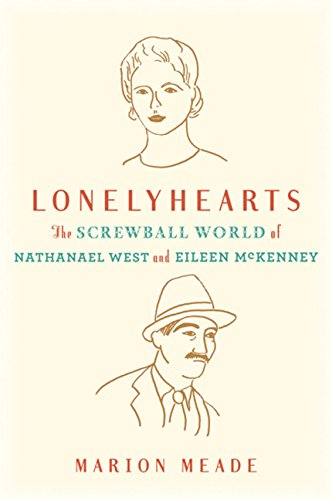 LONELYHEARTS
The SCREWBALL WORLD of
NATHANAEL WEST and EILEEN McKENNEY
MARION MEADE